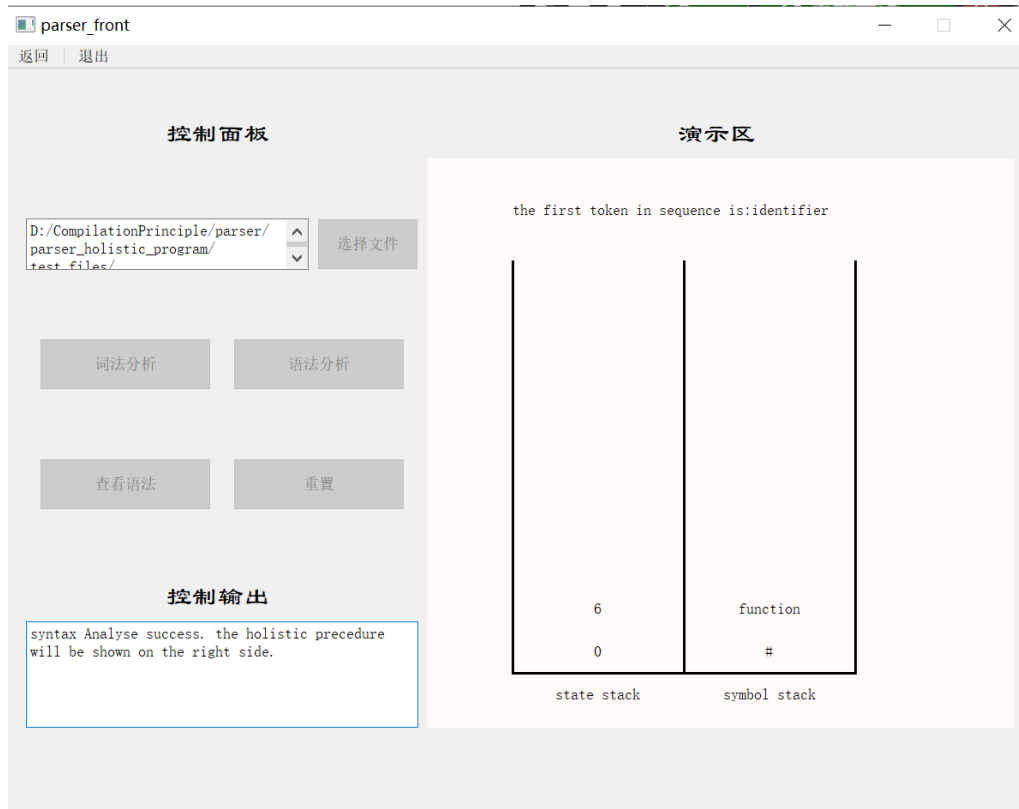 parser_front
返回 退出
控制面板
演示区
the first token in sequence is:identifier
D:/CompilationPrinciple/parser/
parser_holistic_program/
test_files/
选择文件
词法分析 语法分析
查看语法 重置
6 function
0 #
state stack symbol stack
控制输出
syntax Analyse success. the holistic precedure
will be shown on the right side.